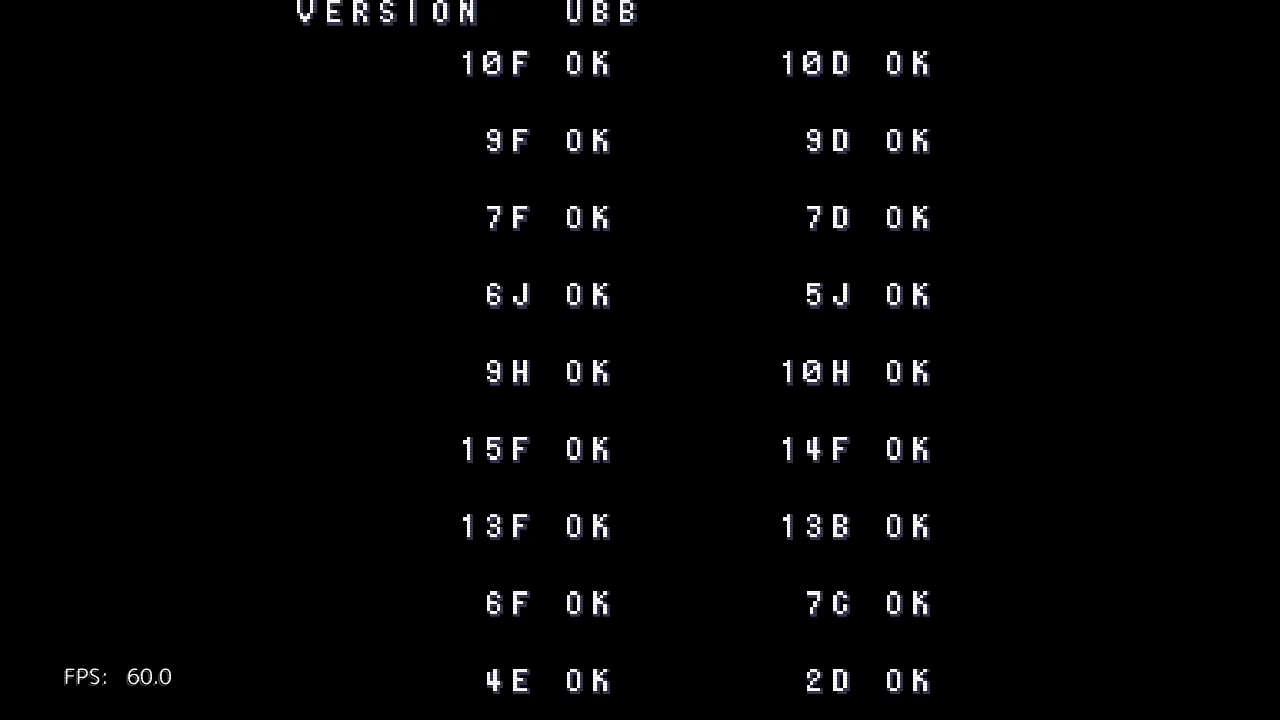 VERSION UBB
10F OK 10D OK
9F OK 9D OK
7F OK 7D OK
6J OK 5J OK
9H OK 10H OK
15F OK 14F OK
13F OK 13B OK
6F OK 7C OK
FPS: 60.0
4E OK 2D OK